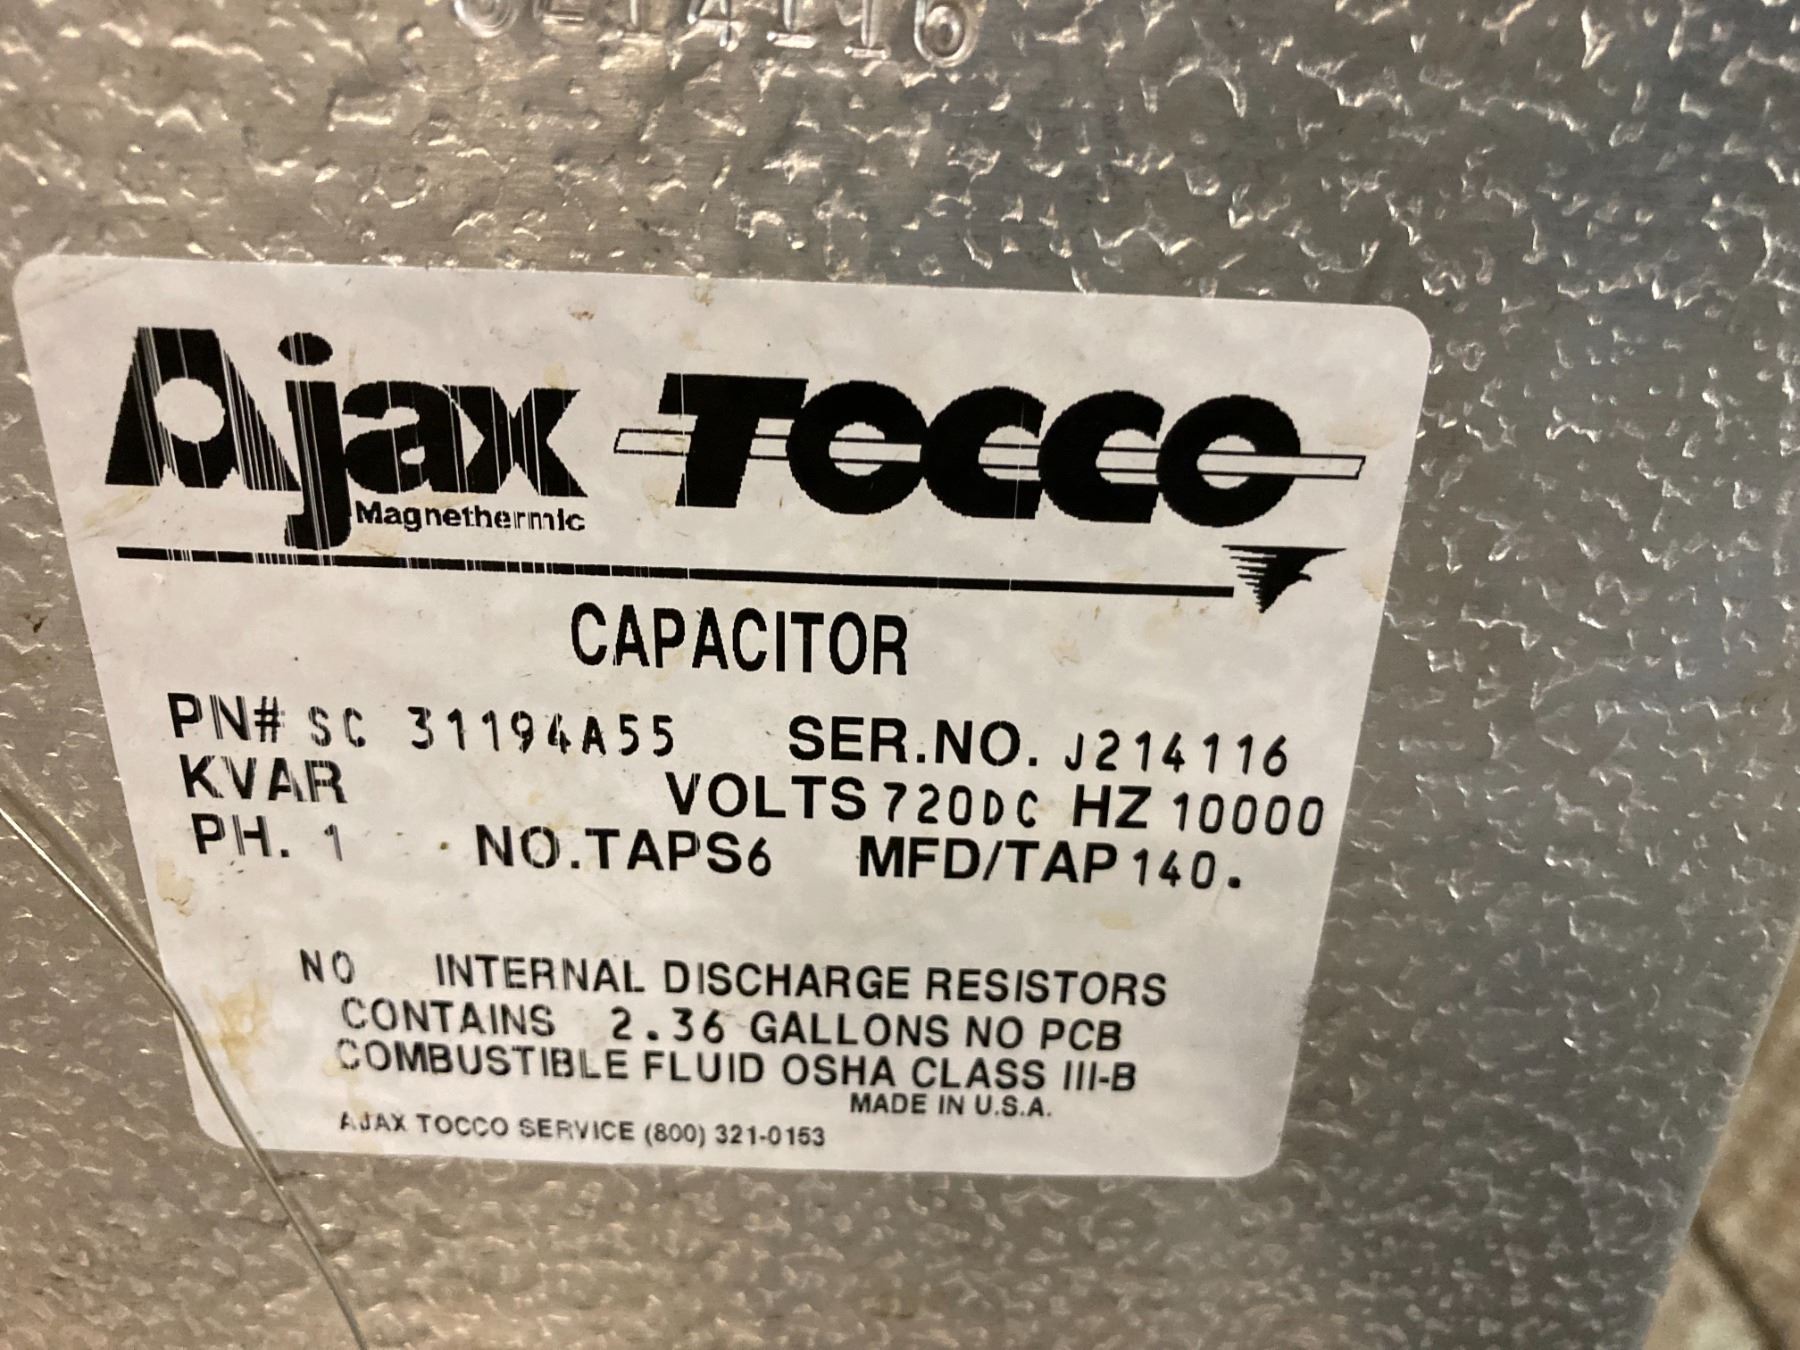 Ajax TOCCO
Magnethermic
CAPACITOR
PN# SC 31194A55 SER.NO. J214116
KVAR VOLTS 720DC HZ 10000
PH. 1 NO.TAPS 6 MFD/TAP 140.
NO INTERNAL DISCHARGE RESISTORS
CONTAINS 2.36 GALLONS NO PCB
COMBUSTIBLE FLUID OSHA CLASS III-B
MADE IN U.S.A.
AJAX TOCCO SERVICE (800) 321-0153